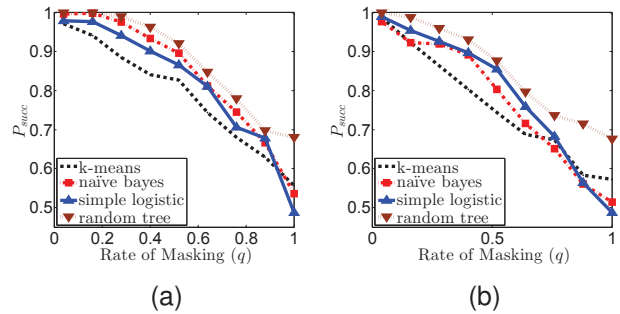 1
0.9
0.8
0.7
0.6
0.5
P_succ
k-means
naïve bayes
simple logistic
random tree
0 0.2 0.4 0.6 0.8 1
Rate of Masking (q)
(a)
1
0.9
0.8
0.7
0.6
0.5
P_succ
k-means
naïve bayes
simple logistic
random tree
0 0.5 1
Rate of Masking (q)
(b)